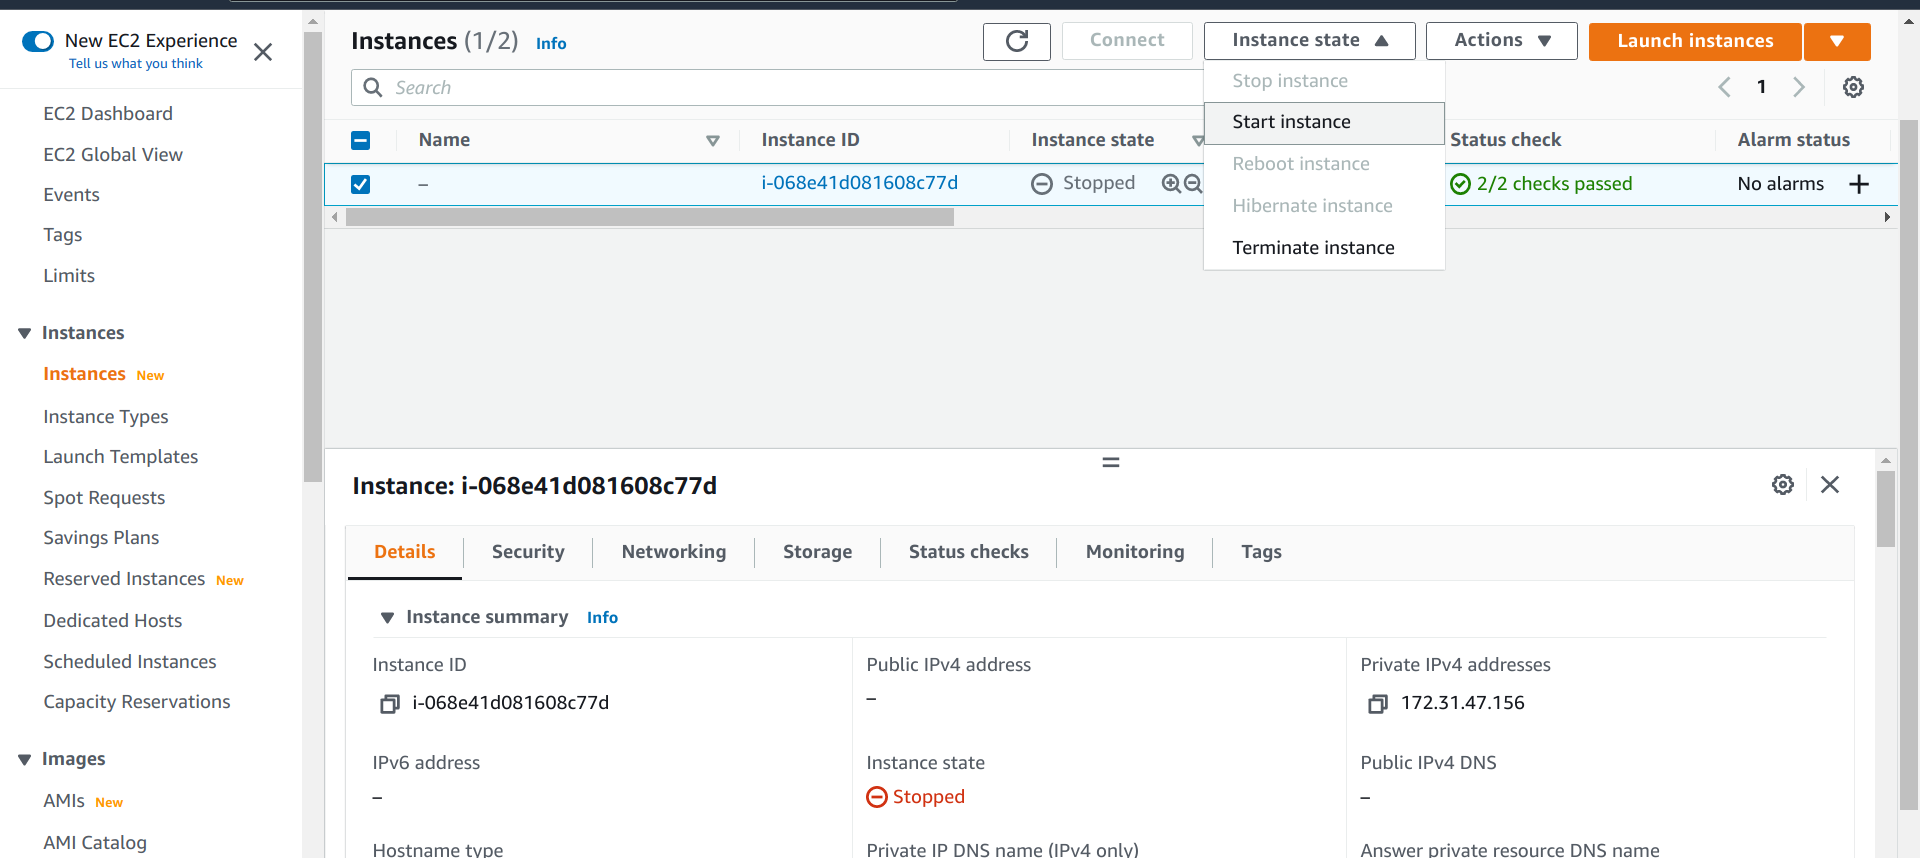 New EC2 Experience
Tell us what you think
EC2 Dashboard
EC2 Global View
Events
Tags
Limits
Instances
Instances New
Instance Types
Launch Templates
Spot Requests
Savings Plans
Reserved Instances New
Dedicated Hosts
Scheduled Instances
Capacity Reservations
Images
AMIs New
AMI Catalog
Instances (1/2) Info
Connect
Instance state
Actions
Launch instances
Search
1
Stop instance
Start instance
Reboot instance
Hibernate instance
Terminate instance
Name Instance ID Instance state Status check Alarm status
– i-068e41d081608c77d Stopped 2/2 checks passed No alarms
Instance: i-068e41d081608c77d
Details Security Networking Storage Status checks Monitoring Tags
Instance summary Info
Instance ID
i-068e41d081608c77d
Public IPv4 address
–
Private IPv4 addresses
172.31.47.156
IPv6 address
–
Instance state
Stopped
Public IPv4 DNS
–
Hostname type
Private IP DNS name (IPv4 only)
Answer private resource DNS name